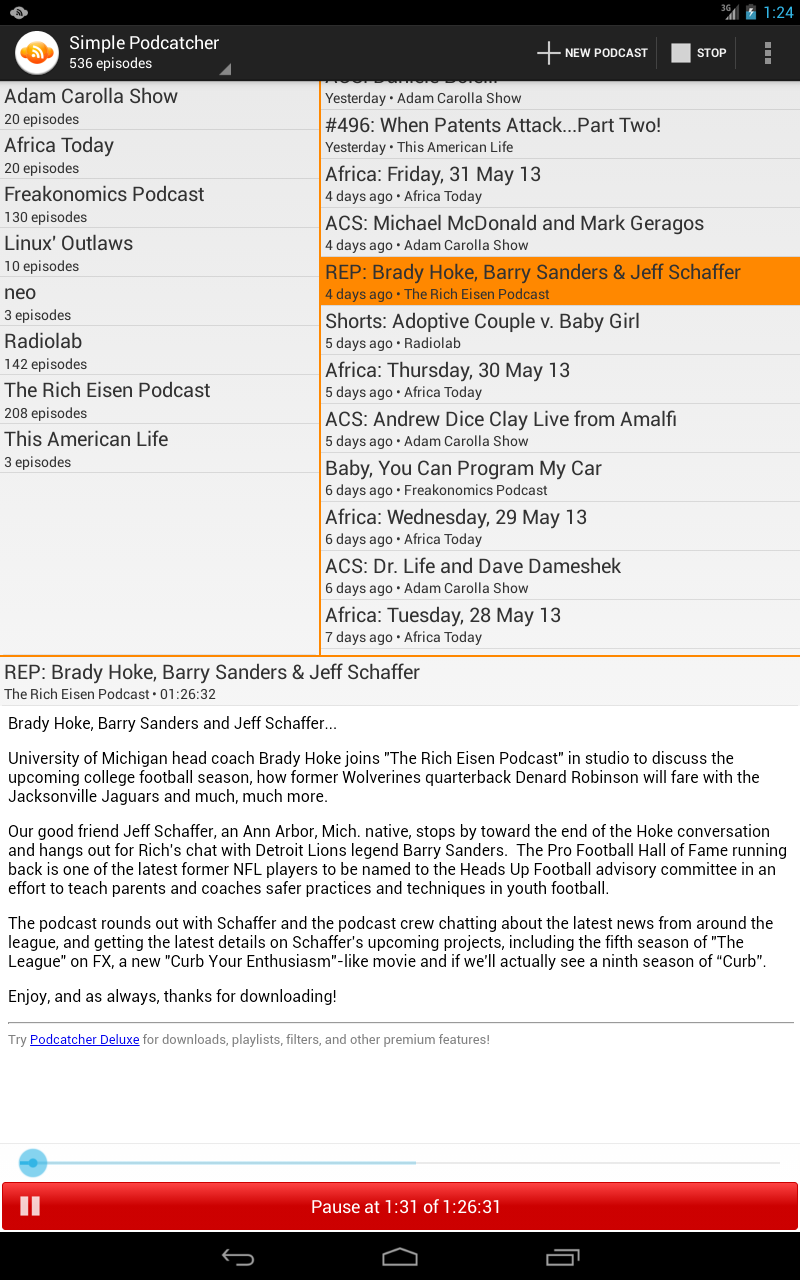 3G
1:24
Simple Podcatcher
536 episodes
NEW PODCAST
STOP
Adam Carolla Show
20 episodes
Africa Today
20 episodes
Freakonomics Podcast
130 episodes
Linux' Outlaws
10 episodes
neo
3 episodes
Radiolab
142 episodes
The Rich Eisen Podcast
208 episodes
This American Life
3 episodes
Yesterday • Adam Carolla Show
#496: When Patents Attack...Part Two!
Yesterday • This American Life
Africa: Friday, 31 May 13
4 days ago • Africa Today
ACS: Michael McDonald and Mark Geragos
4 days ago • Adam Carolla Show
REP: Brady Hoke, Barry Sanders & Jeff Schaffer
4 days ago • The Rich Eisen Podcast
Shorts: Adoptive Couple v. Baby Girl
5 days ago • Radiolab
Africa: Thursday, 30 May 13
5 days ago • Africa Today
ACS: Andrew Dice Clay Live from Amalfi
5 days ago • Adam Carolla Show
Baby, You Can Program My Car
6 days ago • Freakonomics Podcast
Africa: Wednesday, 29 May 13
6 days ago • Africa Today
ACS: Dr. Life and Dave Dameshek
6 days ago • Adam Carolla Show
Africa: Tuesday, 28 May 13
7 days ago • Africa Today
REP: Brady Hoke, Barry Sanders & Jeff Schaffer
The Rich Eisen Podcast • 01:26:32
Brady Hoke, Barry Sanders and Jeff Schaffer...
University of Michigan head coach Brady Hoke joins "The Rich Eisen Podcast" in studio to discuss the
upcoming college football season, how former Wolverines quarterback Denard Robinson will fare with the
Jacksonville Jaguars and much, much more.
Our good friend Jeff Schaffer, an Ann Arbor, Mich. native, stops by toward the end of the Hoke conversation
and hangs out for Rich's chat with Detroit Lions legend Barry Sanders.  The Pro Football Hall of Fame running
back is one of the latest former NFL players to be named to the Heads Up Football advisory committee in an
effort to teach parents and coaches safer practices and techniques in youth football.
The podcast rounds out with Schaffer and the podcast crew chatting about the latest news from around the
league, and getting the latest details on Schaffer's upcoming projects, including the fifth season of "The
League" on FX, a new "Curb Your Enthusiasm"-like movie and if we'll actually see a ninth season of “Curb”.
Enjoy, and as always, thanks for downloading!
Try Podcatcher Deluxe for downloads, playlists, filters, and other premium features!
Pause at 1:31 of 1:26:31